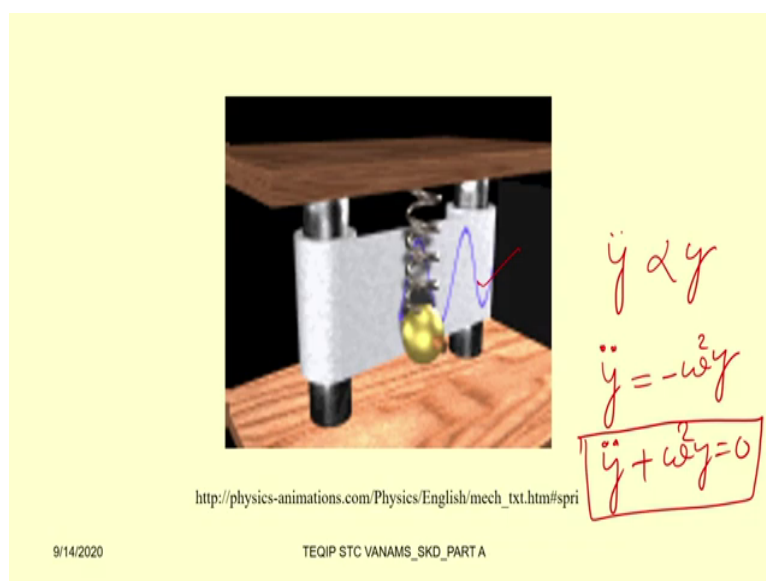 ÿ α y
ÿ = -ω²y
ÿ + ω²y = 0
http://physics-animations.com/Physics/English/mech_txt.htm#spri
9/14/2020
TEQIP STC VANAMS_SKD_PART A